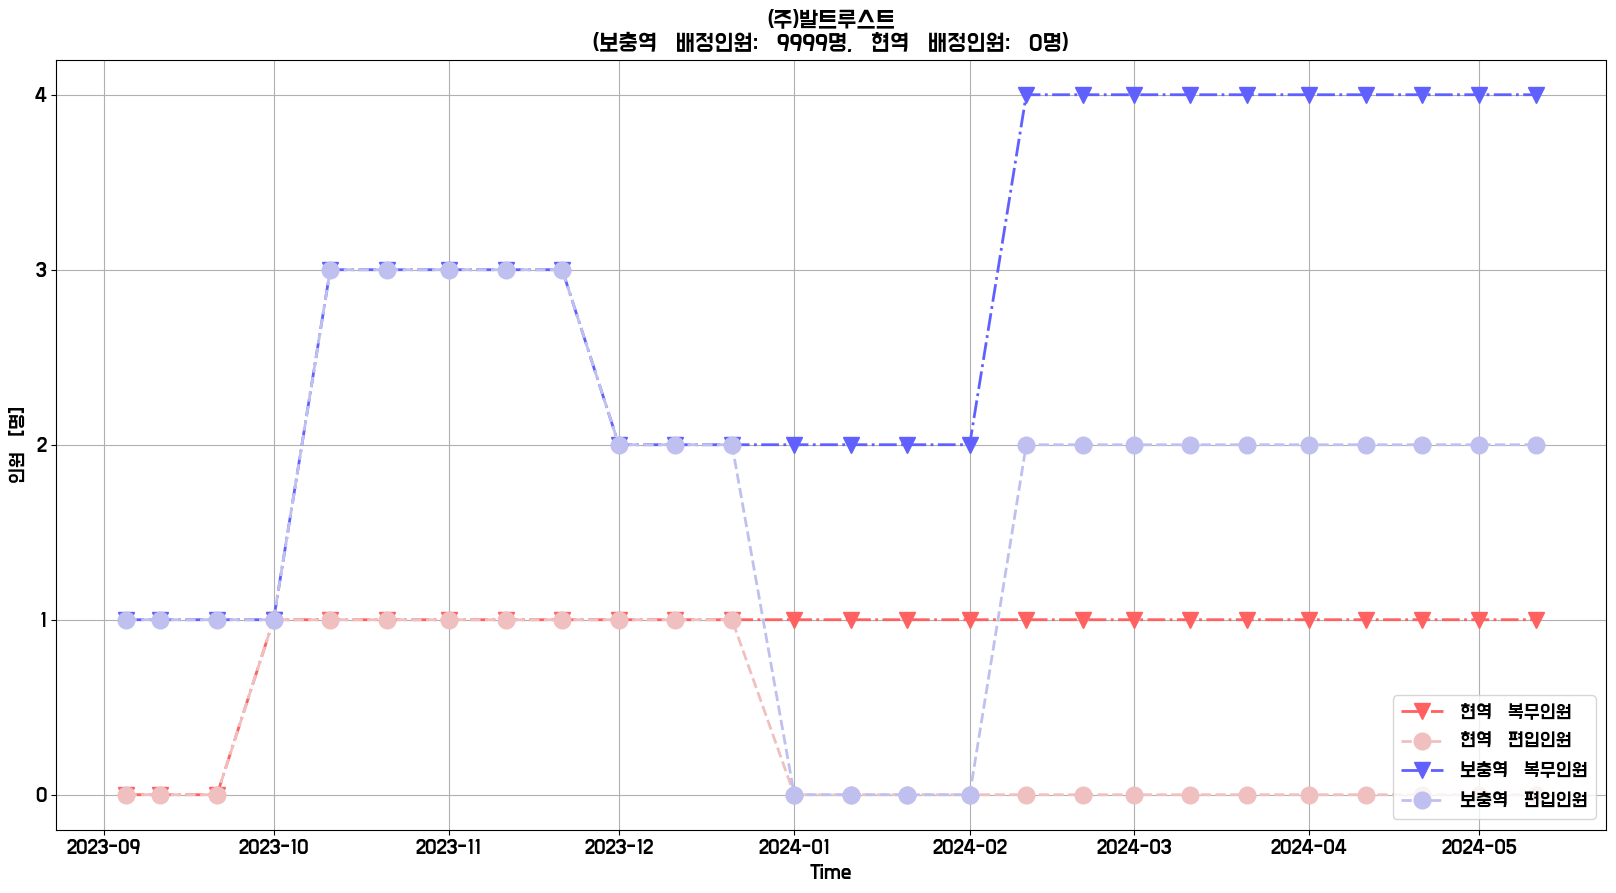 (주)발트루스트
(보충역 배정인원: 9999명, 현역 배정인원: 0명)
인원 [명]
4
3
2
1
0
현역 복무인원
현역 편입인원
보충역 복무인원
보충역 편입인원
2023-09 2023-10 2023-11 2023-12 2024-01 2024-02 2024-03 2024-04 2024-05
Time